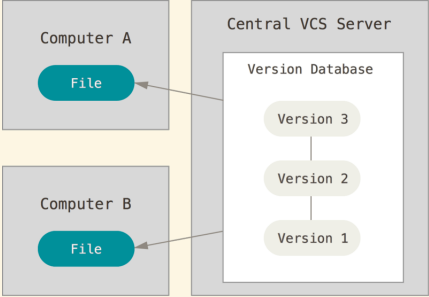 Computer A
File
Computer B
File
Central VCS Server
Version Database
Version 3
Version 2
Version 1